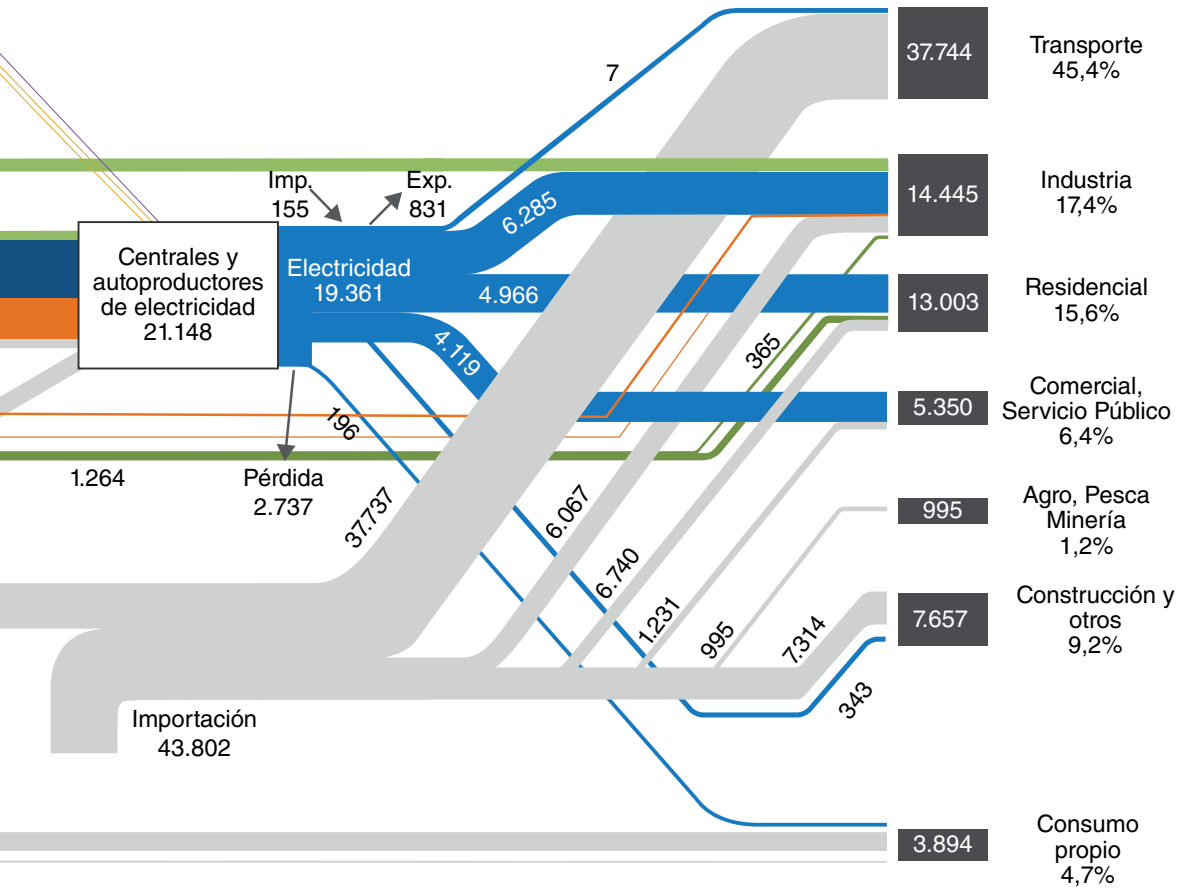 37.744
Transporte
45,4%
7
Imp.
155
Exp.
831
6.285
14.445
Industria
17,4%
Centrales y
autoproductores
de electricidad
21.148
Electricidad
19.361
4.966
13.003
Residencial
15,6%
4.119
365
5.350
Comercial,
Servicio Público
6,4%
196
1.264
Pérdida
2.737
37.737
6.067
995
Agro, Pesca
Minería
1,2%
6.740
1.231
995
7.314
7.657
Construcción y
otros
9,2%
343
Importación
43.802
3.894
Consumo
propio
4,7%